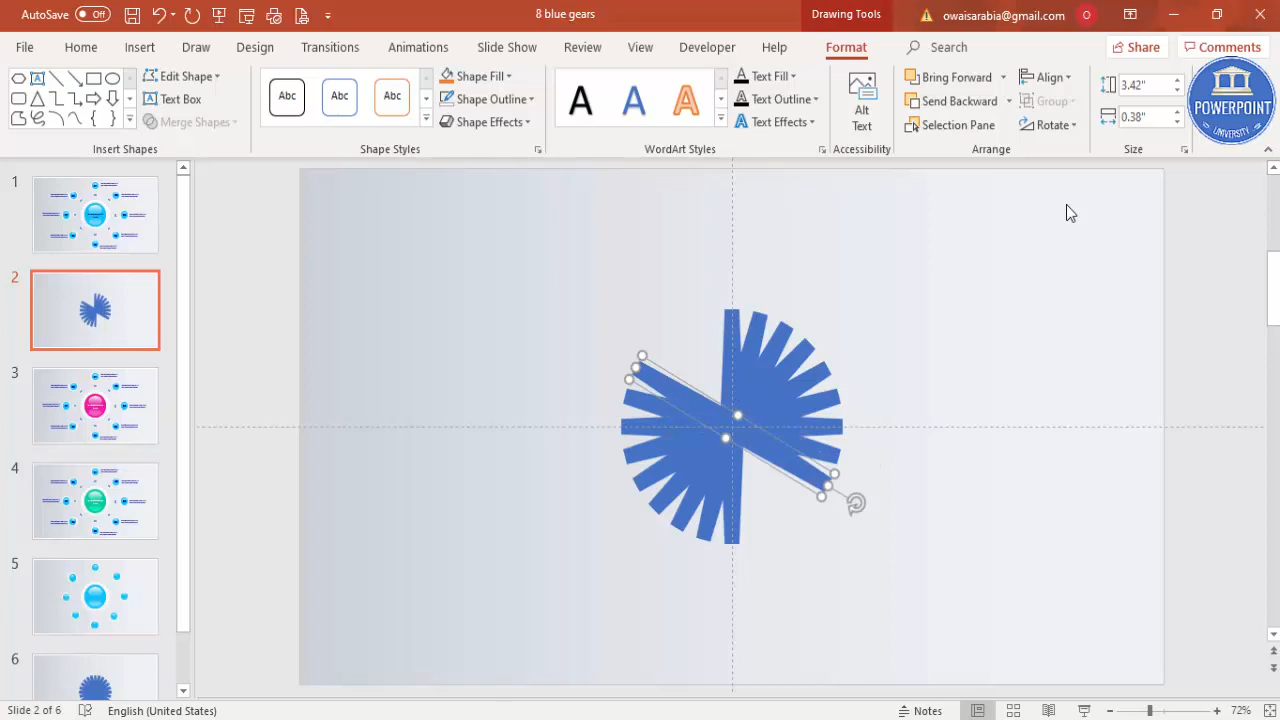 AutoSave Off 8 blue gears Drawing Tools owaisarabia@gmail.com O
File Home Insert Draw Design Transitions Animations Slide Show Review View Developer Help Format Search Share Comments
Edit Shape Text Box Merge Shapes
Insert Shapes
Abc Abc Abc
Shape Fill Shape Outline Shape Effects
Shape Styles
A A A
Text Fill Text Outline Text Effects
WordArt Styles
Alt Text
Accessibility
Bring Forward Send Backward Selection Pane Align Group Rotate
Arrange
3.42" 0.38"
Size
POWERPOINT
UNIVERSITY
1
2
3
4
5
6
Slide 2 of 6 English (United States) Notes 72%